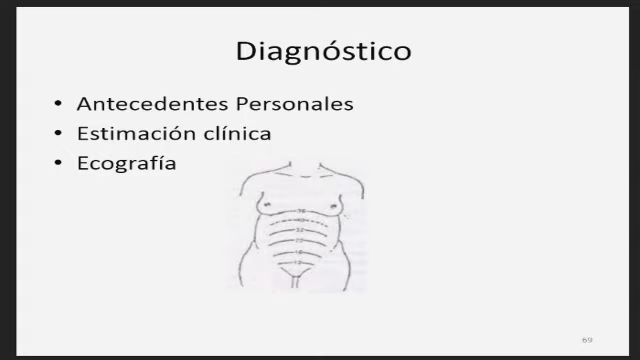 Diagnóstico
• Antecedentes Personales
• Estimación clínica
• Ecografía
69